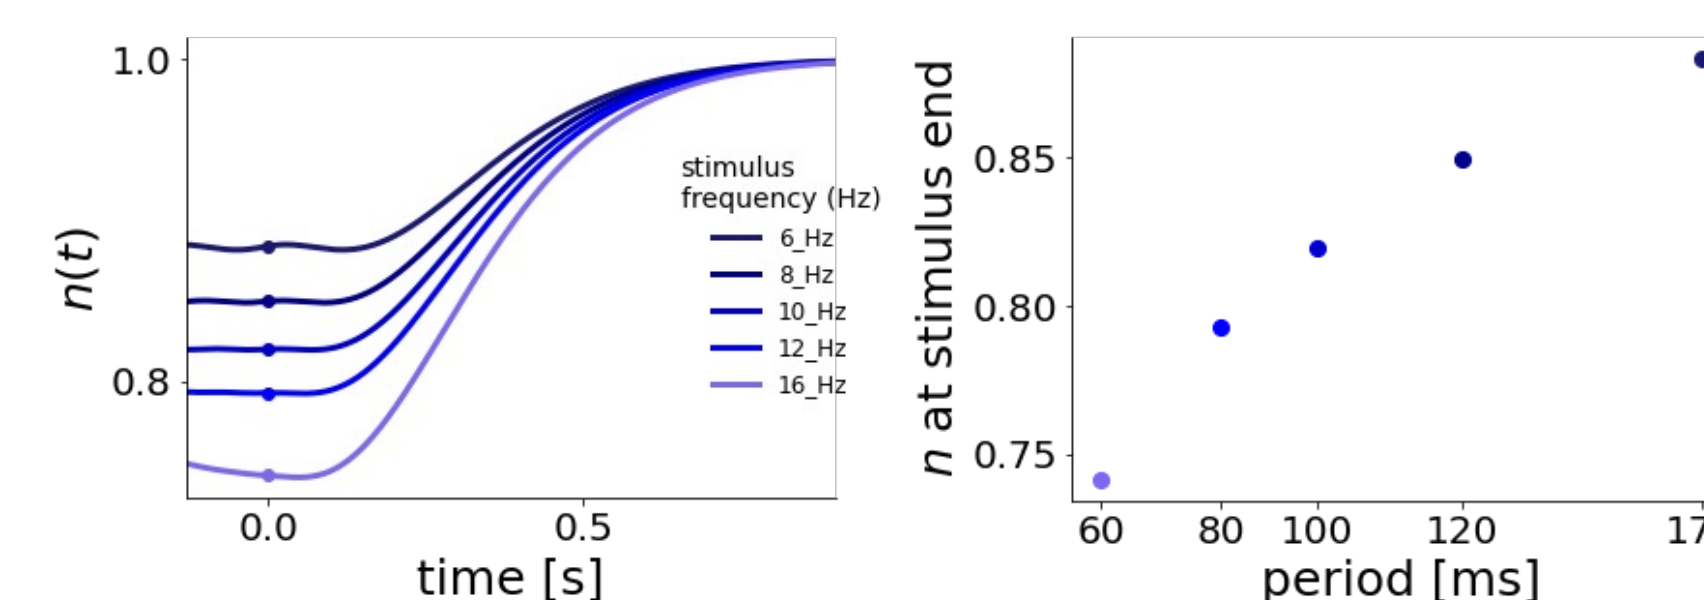 1.0
0.8
n(t)
0.0 0.5
time [s]
stimulus
frequency (Hz)
6_Hz
8_Hz
10_Hz
12_Hz
16_Hz
n at stimulus end
0.85
0.80
0.75
60 80 100 120 17
period [ms]